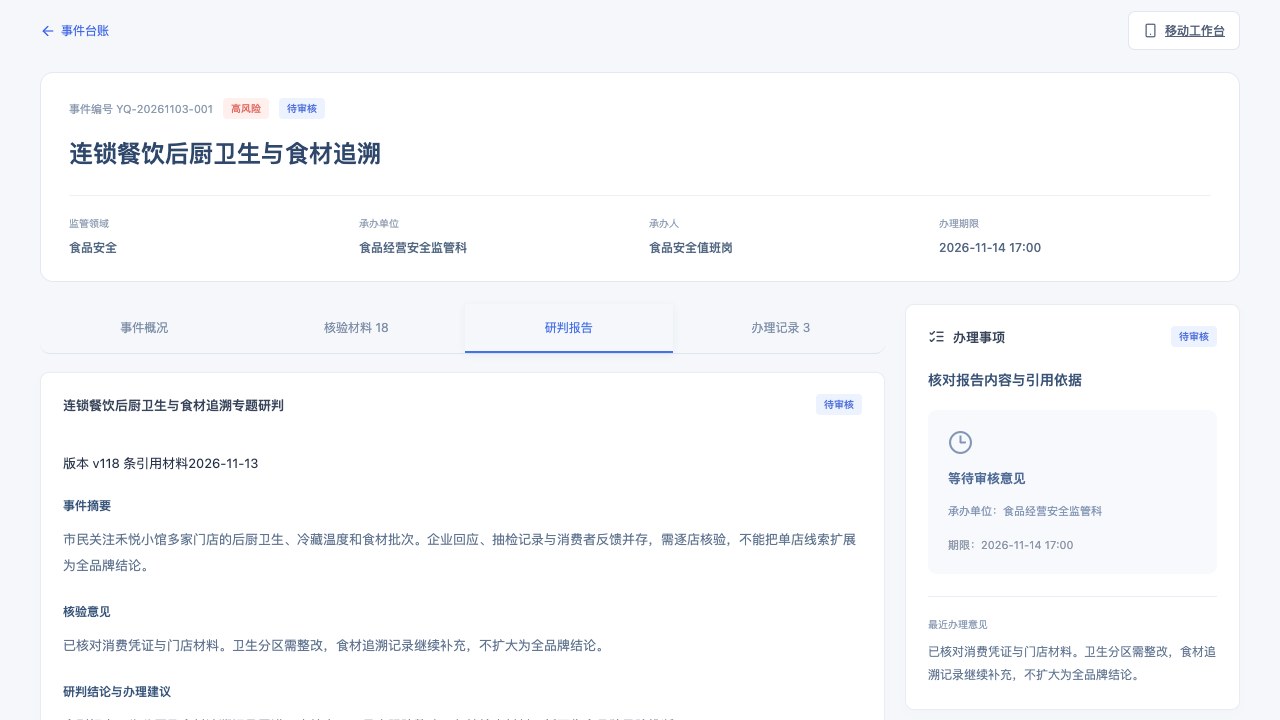 事件台账
移动工作台
事件编号 YQ-20261103-001 高风险 待审核
连锁餐饮后厨卫生与食材追溯
监管领域 承办单位 承办人 办理期限
食品安全 食品经营安全监管科 食品安全值班岗 2026-11-14 17:00
事件概况 核验材料 18 研判报告 办理记录 3
连锁餐饮后厨卫生与食材追溯专题研判 待审核
版本 v118 条引用材料2026-11-13
事件摘要
市民关注禾悦小馆多家门店的后厨卫生、冷藏温度和食材批次。企业回应、抽检记录与消费者反馈并存，需逐店核验，不能把单店线索扩展
为全品牌结论。
核验意见
已核对消费凭证与门店材料。卫生分区需整改，食材追溯记录继续补充，不扩大为全品牌结论。
研判结论与办理建议
办理事项 待审核
核对报告内容与引用依据
等待审核意见
承办单位：食品经营安全监管科
期限：2026-11-14 17:00
最近办理意见
已核对消费凭证与门店材料。卫生分区需整改，食材追
溯记录继续补充，不扩大为全品牌结论。